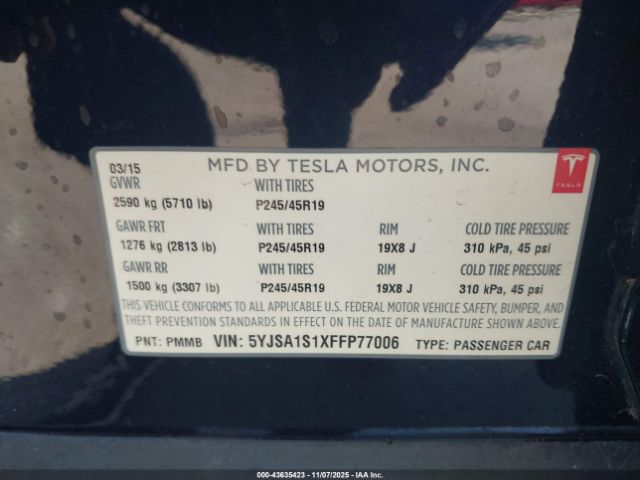 03/15 MFD BY TESLA MOTORS, INC.
TESLA
GVWR WITH TIRES
2590 kg (5710 lb) P245/45R19
GAWR FRT WITH TIRES RIM COLD TIRE PRESSURE
1276 kg (2813 lb) P245/45R19 19X8 J 310 kPa, 45 psi
GAWR RR WITH TIRES RIM COLD TIRE PRESSURE
1500 kg (3307 lb) P245/45R19 19X8 J 310 kPa, 45 psi
THIS VEHICLE CONFORMS TO ALL APPLICABLE U.S. FEDERAL MOTOR VEHICLE SAFETY, BUMPER, AND
THEFT PREVENTION STANDARDS IN EFFECT ON THE DATE OF MANUFACTURE SHOWN ABOVE.
PNT: PMMB VIN: 5YJSA1S1XFFP77006 TYPE: PASSENGER CAR
000-43635423 - 11/07/2025 - IAAI.com